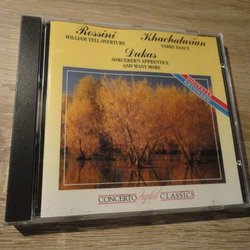 Rossini
WILLIAM TELL OVERTURE
Khachaturian
SABRE DANCE
Dukas
SORCERER'S APPRENTICE
AND MANY MORE
CONCERTO digital CLASSICS